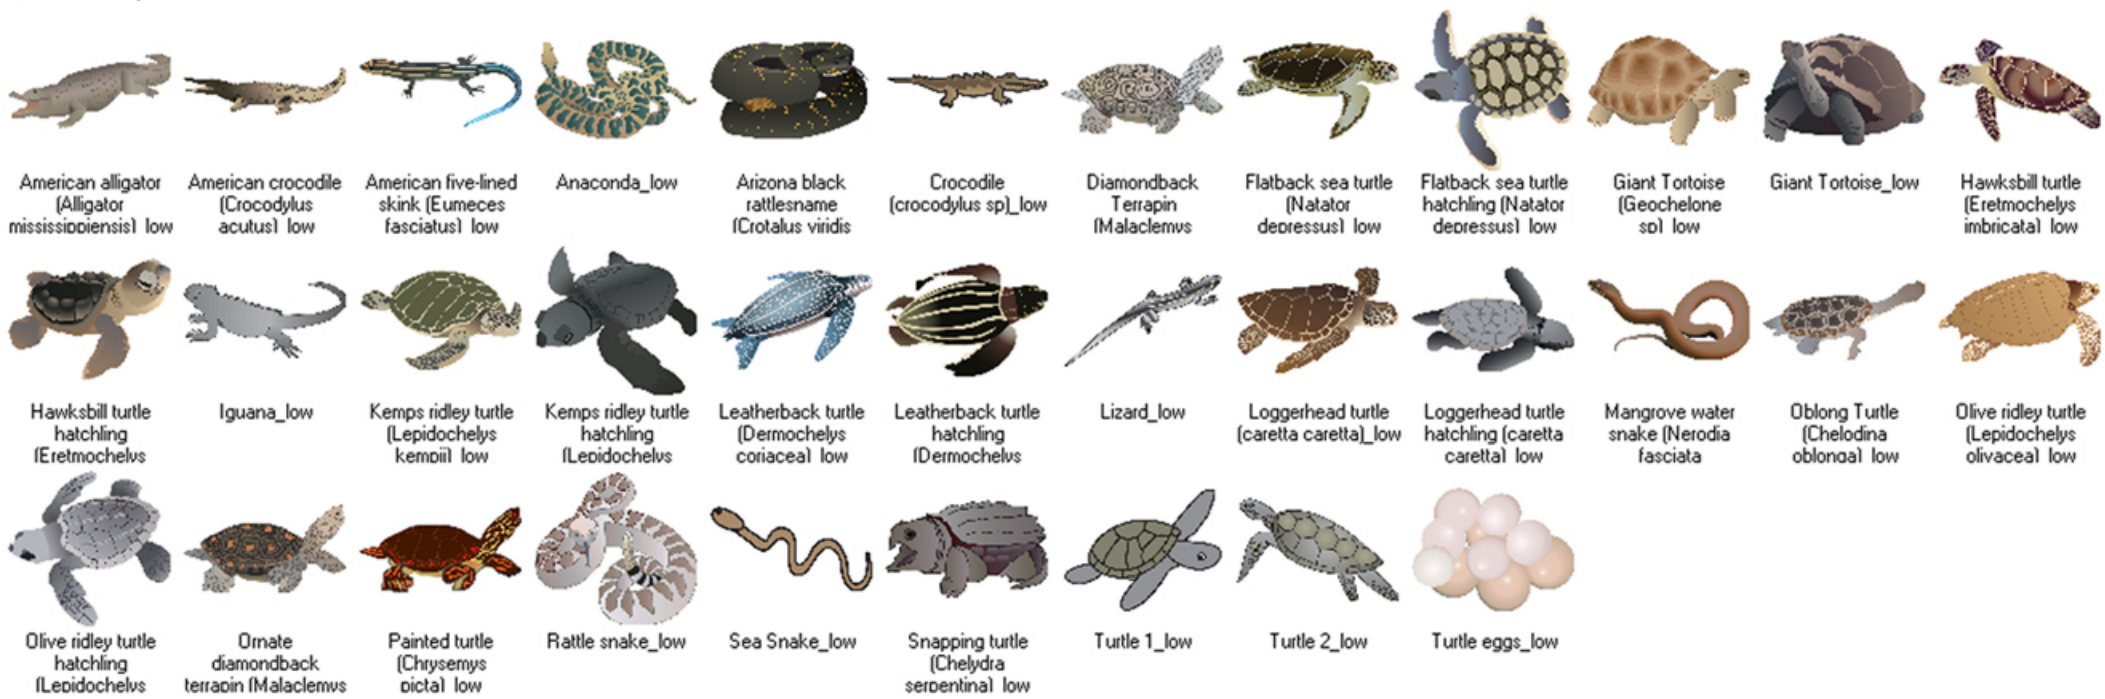 American alligator
(Alligator
mississippiensis)_low
American crocodile
(Crocodylus
acutus)_low
American five-lined
skink (Eumeces
fasciatus)_low
Anaconda_low
Arizona black
rattlesname
(Crotalus viridis
Crocodile
(crocodylus sp)_low
Diamondback
Terrapin
(Malaclemys
Flatback sea turtle
(Natator
depressus)_low
Flatback sea turtle
hatchling (Natator
depressus)_low
Giant Tortoise
(Geochelone
sp)_low
Giant Tortoise_low
Hawksbill turtle
(Eretmochelys
imbricata)_low
Hawksbill turtle
hatchling
(Eretmochelys
Iguana_low
Kemps ridley turtle
(Lepidochelys
kempii)_low
Kemps ridley turtle
hatchling
(Lepidochelys
Leatherback turtle
(Dermochelys
coriacea)_low
Leatherback turtle
hatchling
(Dermochelys
Lizard_low
Loggerhead turtle
(caretta caretta)_low
Loggerhead turtle
hatchling (caretta
caretta)_low
Mangrove water
snake (Nerodia
fasciata
Oblong Turtle
(Chelodina
oblonga)_low
Olive ridley turtle
(Lepidochelys
olivacea)_low
Olive ridley turtle
hatchling
(Lepidochelys
Ornate
diamondback
terrapin (Malaclemys
Painted turtle
(Chrysemys
picta)_low
Rattle snake_low
Sea Snake_low
Snapping turtle
(Chelydra
serpentina)_low
Turtle 1_low
Turtle 2_low
Turtle eggs_low